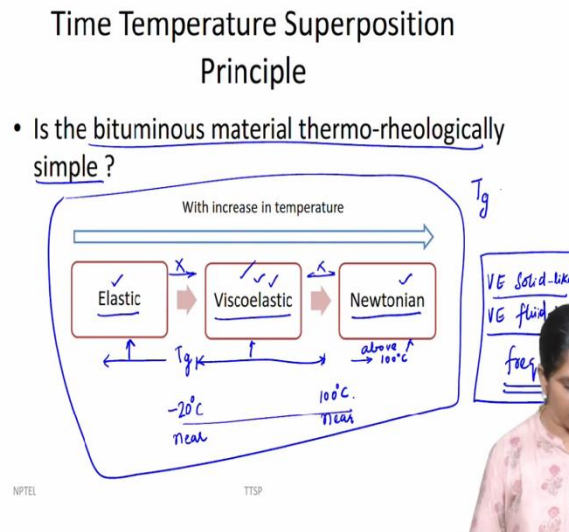 Time Temperature Superposition
Principle
• Is the bituminous material thermo-rheologically
simple ?
Tg
With increase in temperature
x
x
Elastic
Viscoelastic
Newtonian
VE Solid-lik
VE fluid
freq
Tg
above
100°C
-20°C
near
100°C.
near
NPTEL
TTSP